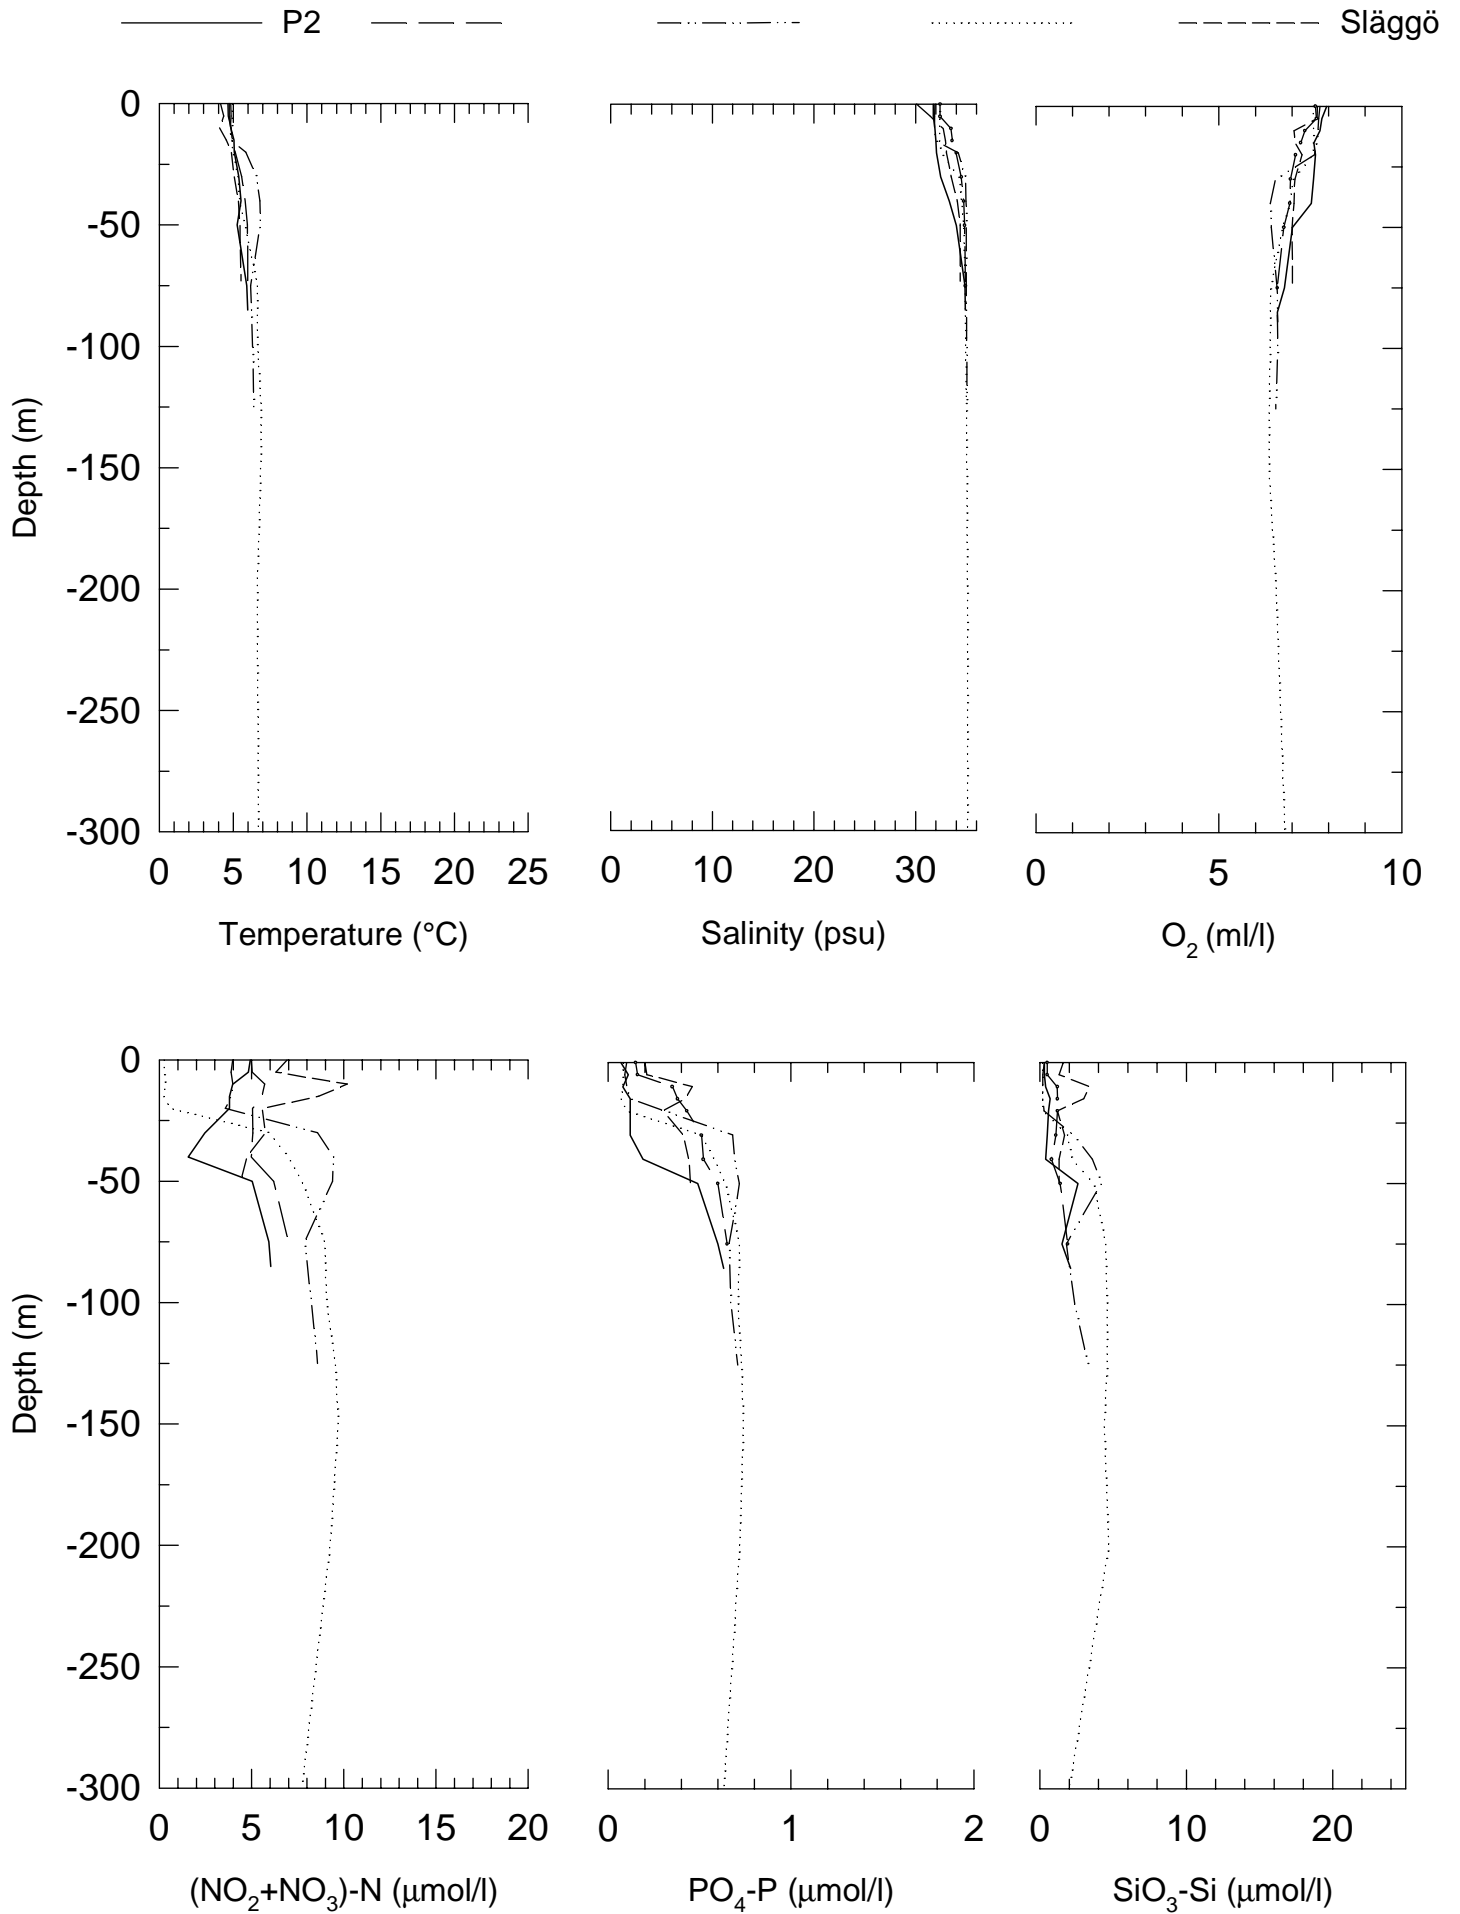 P2 Släggö
0
-50
-100
-150
-200
-250
-300
Depth (m)
0 5 10 15 20 25
Temperature (°C)
0 10 20 30
Salinity (psu)
0 5 10
O2 (ml/l)
0
-50
-100
-150
-200
-250
-300
Depth (m)
0 5 10 15 20
(NO2+NO3)-N (μmol/l)
0 1 2
PO4-P (μmol/l)
0 10 20
SiO3-Si (μmol/l)